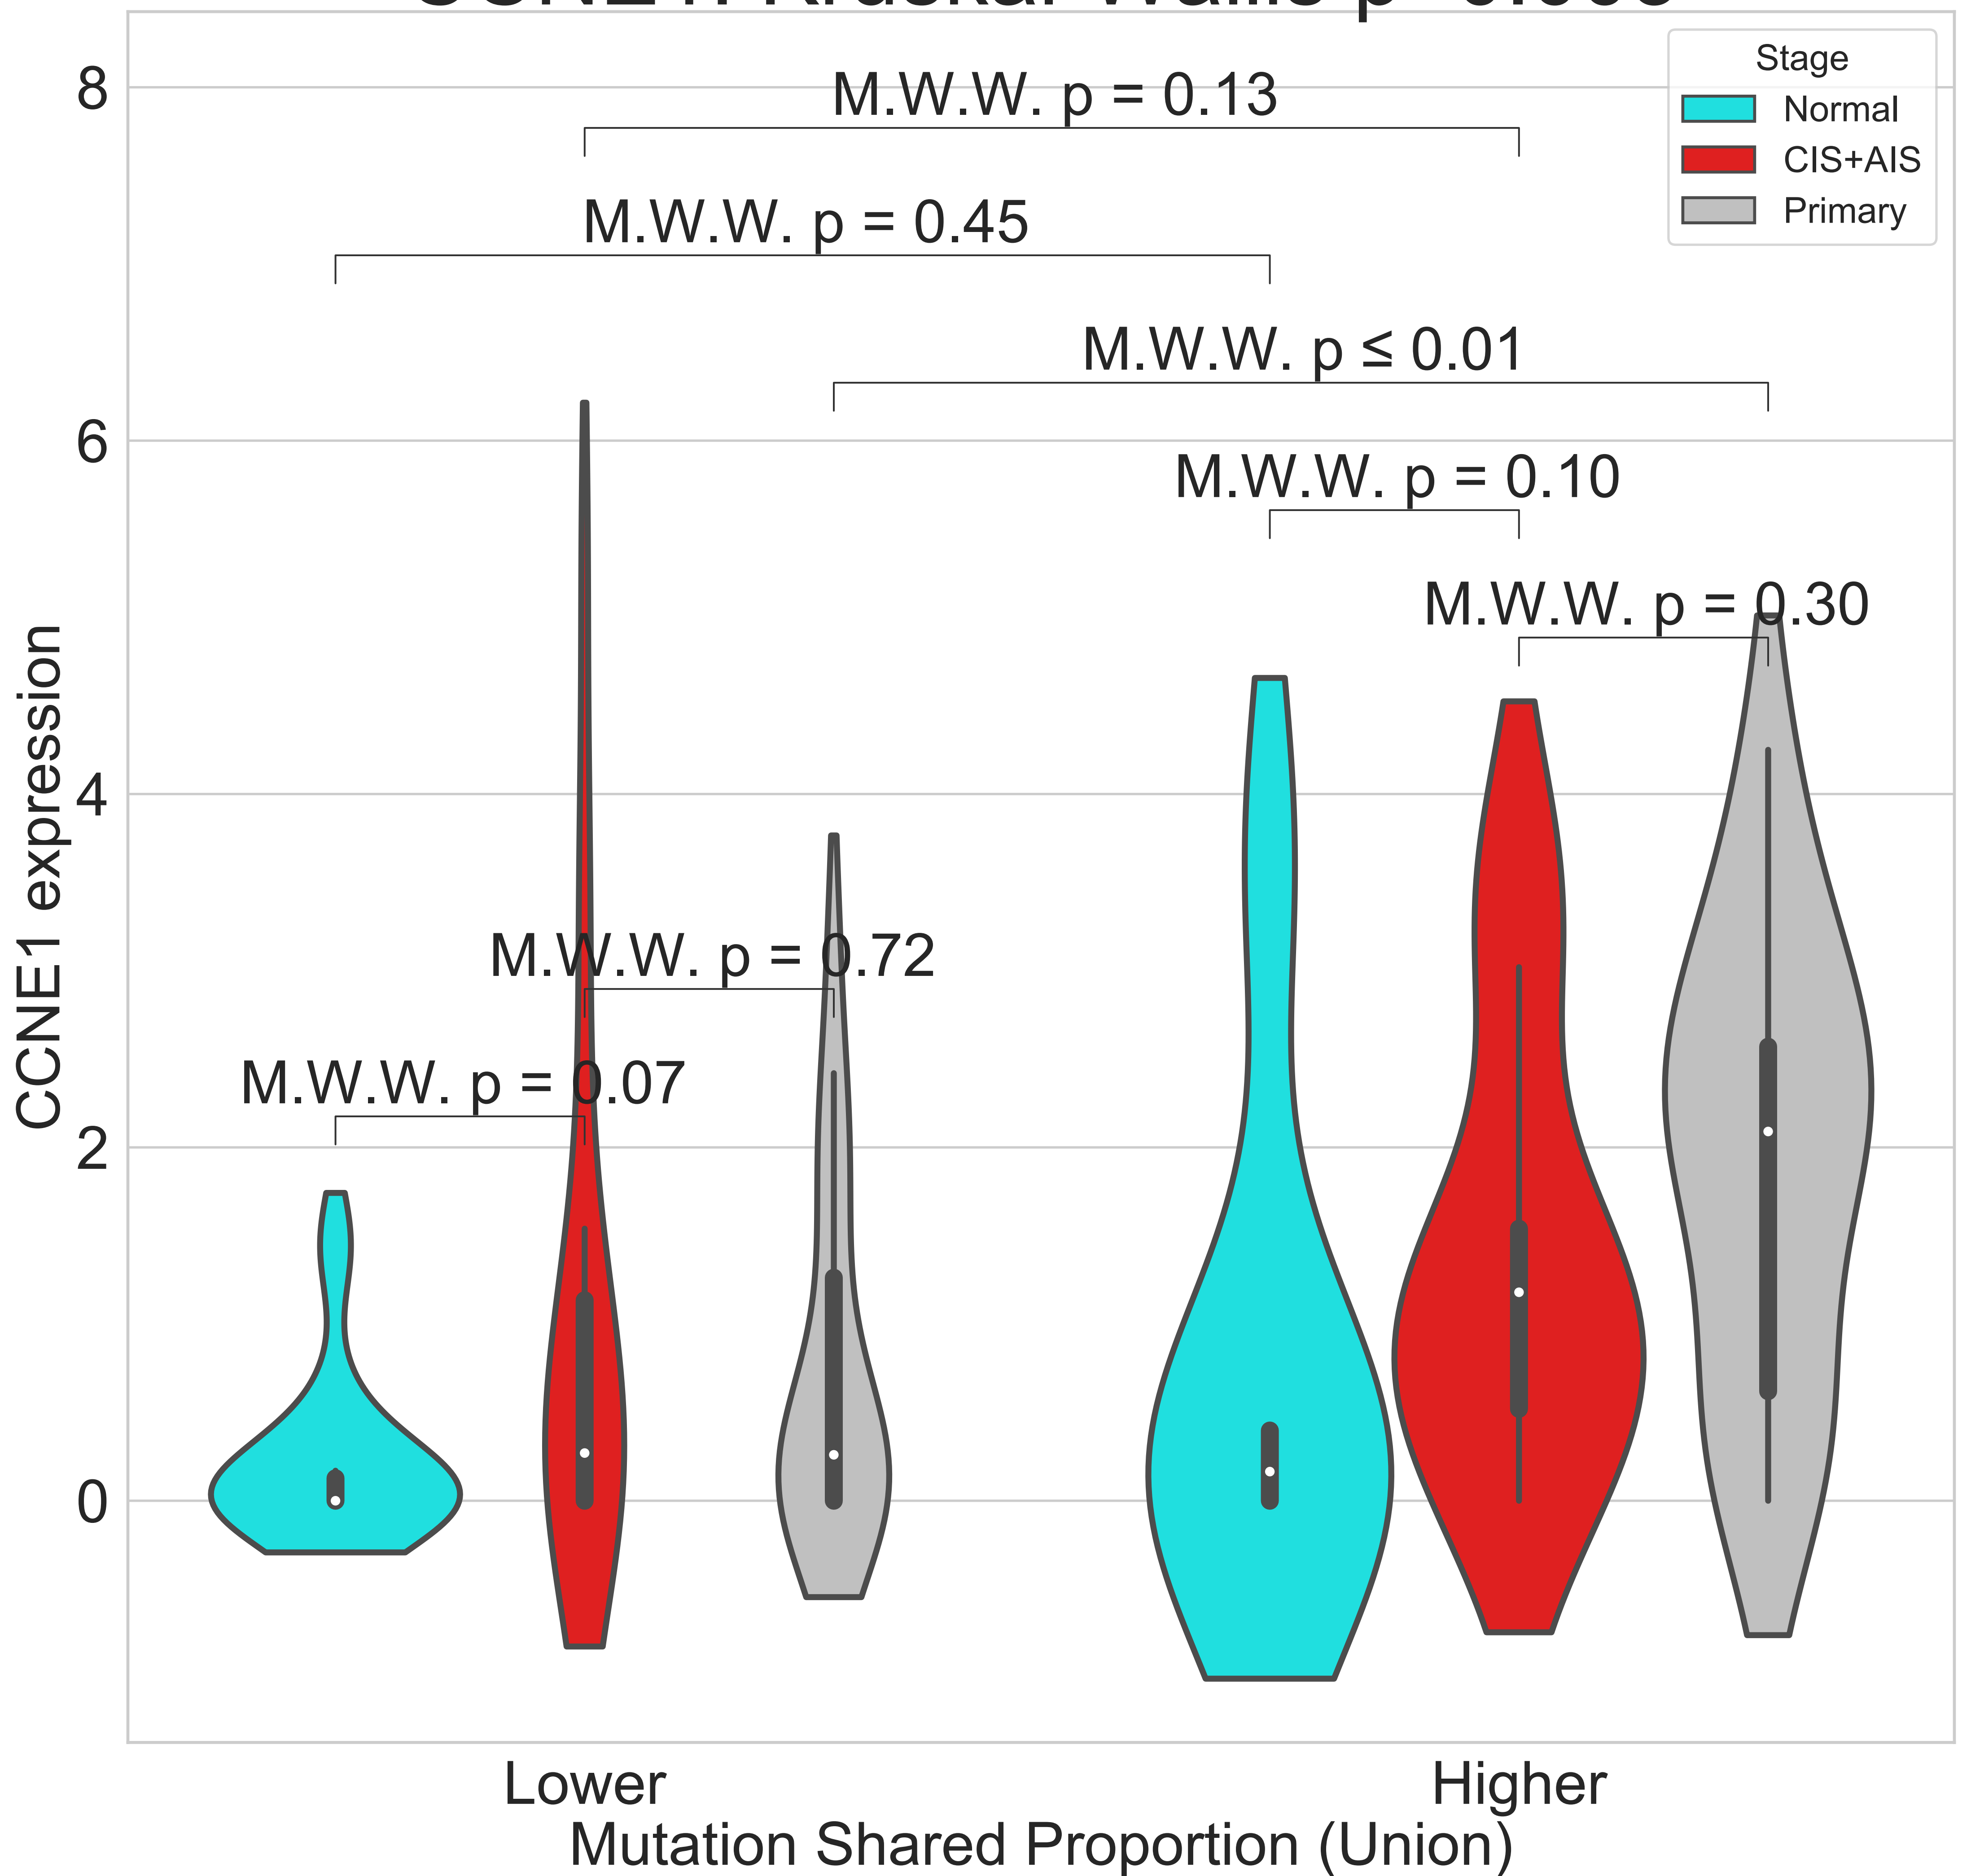 Stage
Normal
CIS+AIS
Primary
M.W.W. p = 0.13
M.W.W. p = 0.45
M.W.W. p ≤ 0.01
M.W.W. p = 0.10
M.W.W. p = 0.30
M.W.W. p = 0.72
M.W.W. p = 0.07
8
6
4
2
0
CCNE1 expression
Lower
Higher
Mutation Shared Proportion (Union)